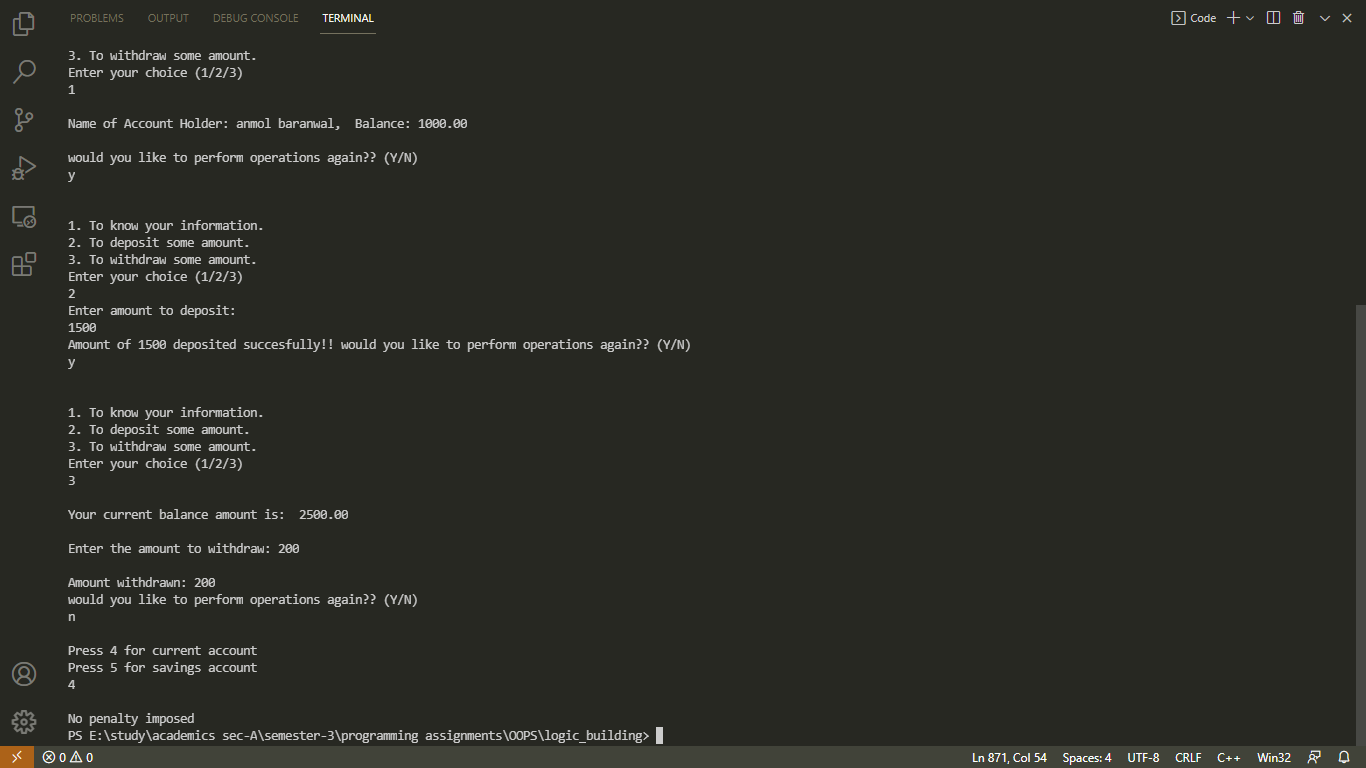 PROBLEMS OUTPUT DEBUG CONSOLE TERMINAL Code
3. To withdraw some amount.
Enter your choice (1/2/3)
1
Name of Account Holder: anmol baranwal,  Balance: 1000.00
would you like to perform operations again?? (Y/N)
y
1. To know your information.
2. To deposit some amount.
3. To withdraw some amount.
Enter your choice (1/2/3)
2
Enter amount to deposit:
1500
Amount of 1500 deposited succesfully!! would you like to perform operations again?? (Y/N)
y
1. To know your information.
2. To deposit some amount.
3. To withdraw some amount.
Enter your choice (1/2/3)
3
Your current balance amount is:  2500.00
Enter the amount to withdraw: 200
Amount withdrawn: 200
would you like to perform operations again?? (Y/N)
n
Press 4 for current account
Press 5 for savings account
4
No penalty imposed
PS E:\study\academics sec-A\semester-3\programming assignments\OOPS\logic_building>
0 0 Ln 871, Col 54 Spaces: 4 UTF-8 CRLF C++ Win32